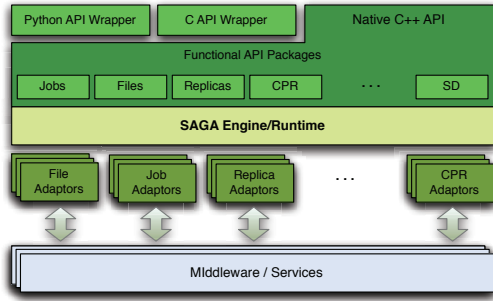 Python API Wrapper
C API Wrapper
Native C++ API
Functional API Packages
Jobs
Files
Replicas
CPR
. . .
SD
SAGA Engine/Runtime
File
Adaptors
Job
Adaptors
Replica
Adaptors
. . .
CPR
Adaptors
MIddleware / Services